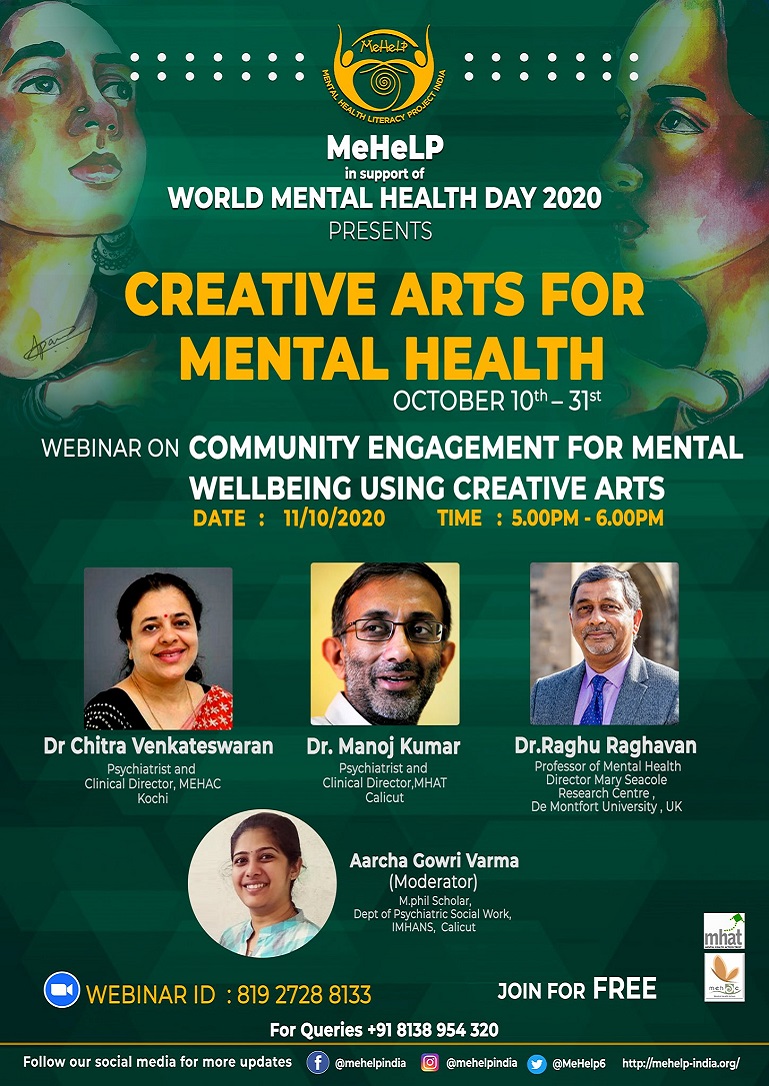 MeHeLP
MENTAL HEALTH LITERACY PROJECT INDIA
MeHeLP
in support of
WORLD MENTAL HEALTH DAY 2020
PRESENTS
CREATIVE ARTS FOR
MENTAL HEALTH
OCTOBER 10th – 31st
WEBINAR ON COMMUNITY ENGAGEMENT FOR MENTAL
WELLBEING USING CREATIVE ARTS
DATE : 11/10/2020 TIME : 5.00PM - 6.00PM
Dr Chitra Venkateswaran
Psychiatrist and
Clinical Director, MEHAC
Kochi
Dr. Manoj Kumar
Psychiatrist and
Clinical Director,MHAT
Calicut
Dr.Raghu Raghavan
Professor of Mental Health
Director Mary Seacole
Research Centre ,
De Montfort University , UK
Aarcha Gowri Varma
(Moderator)
M.phil Scholar,
Dept of Psychiatric Social Work,
IMHANS, Calicut
mhat
mehac
WEBINAR ID : 819 2728 8133
JOIN FOR FREE
For Queries +91 8138 954 320
Follow our social media for more updates @mehelpindia @mehelpindia @MeHelp6 http://mehelp-india.org/